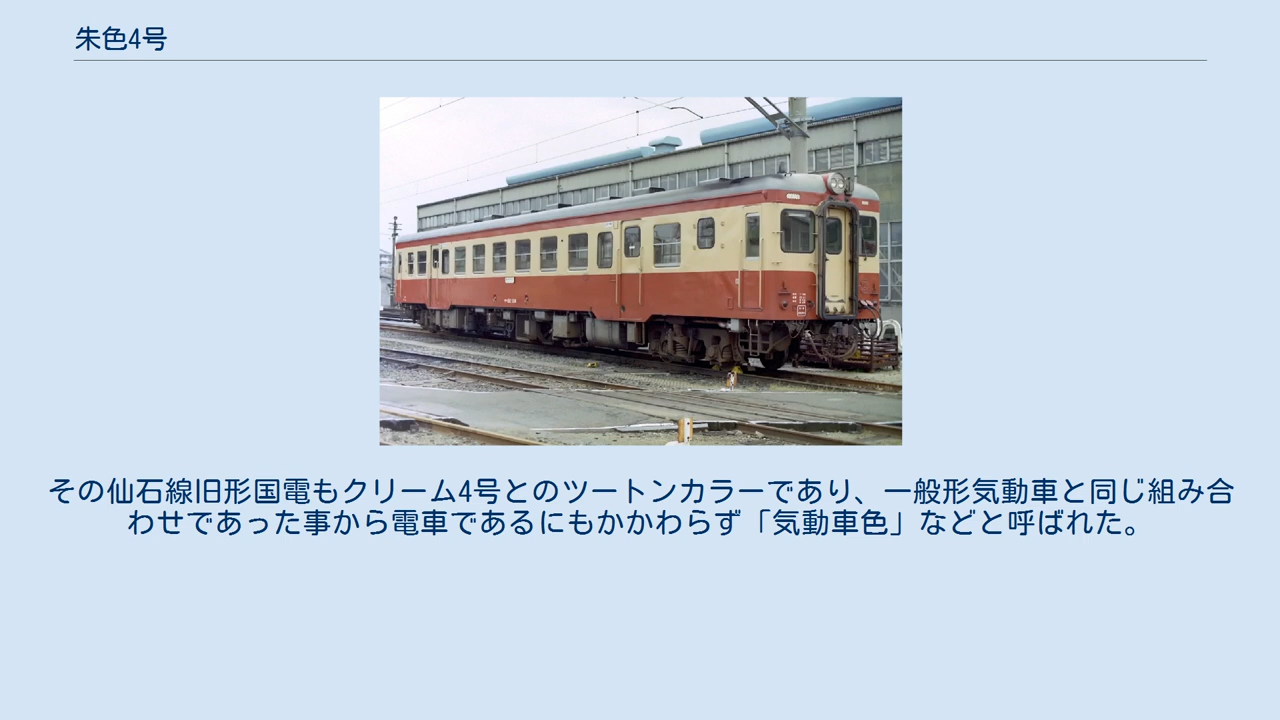 朱色4号
その仙石線旧形国電もクリーム4号とのツートンカラーであり、一般形気動車と同じ組み合
わせであった事から電車であるにもかかわらず「気動車色」などと呼ばれた。